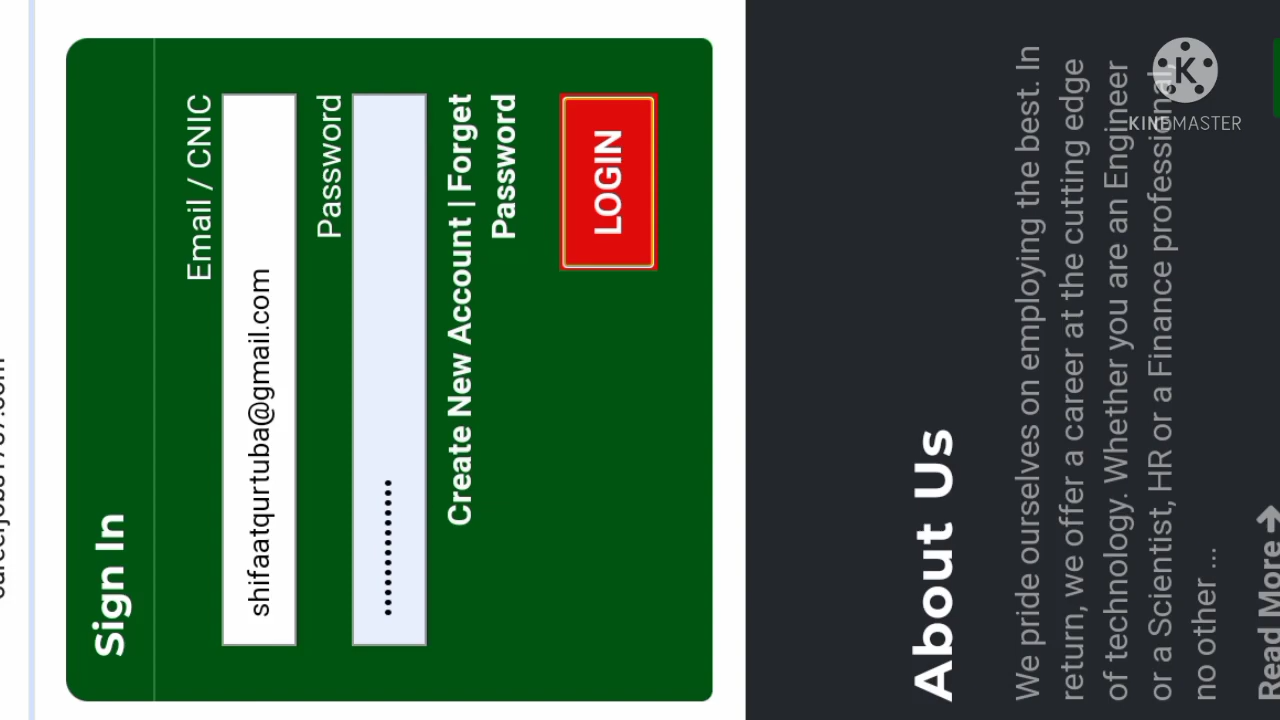 Sign In
Email / CNIC
shifaatqurtuba@gmail.com
Password
Create New Account | Forget
Password
LOGIN
About Us
We pride ourselves on employing the best. In
return, we offer a career at the cutting edge
of technology. Whether you are an Engineer
or a Scientist, HR or a Finance professional,
no other ...
Read More →
KINEMASTER